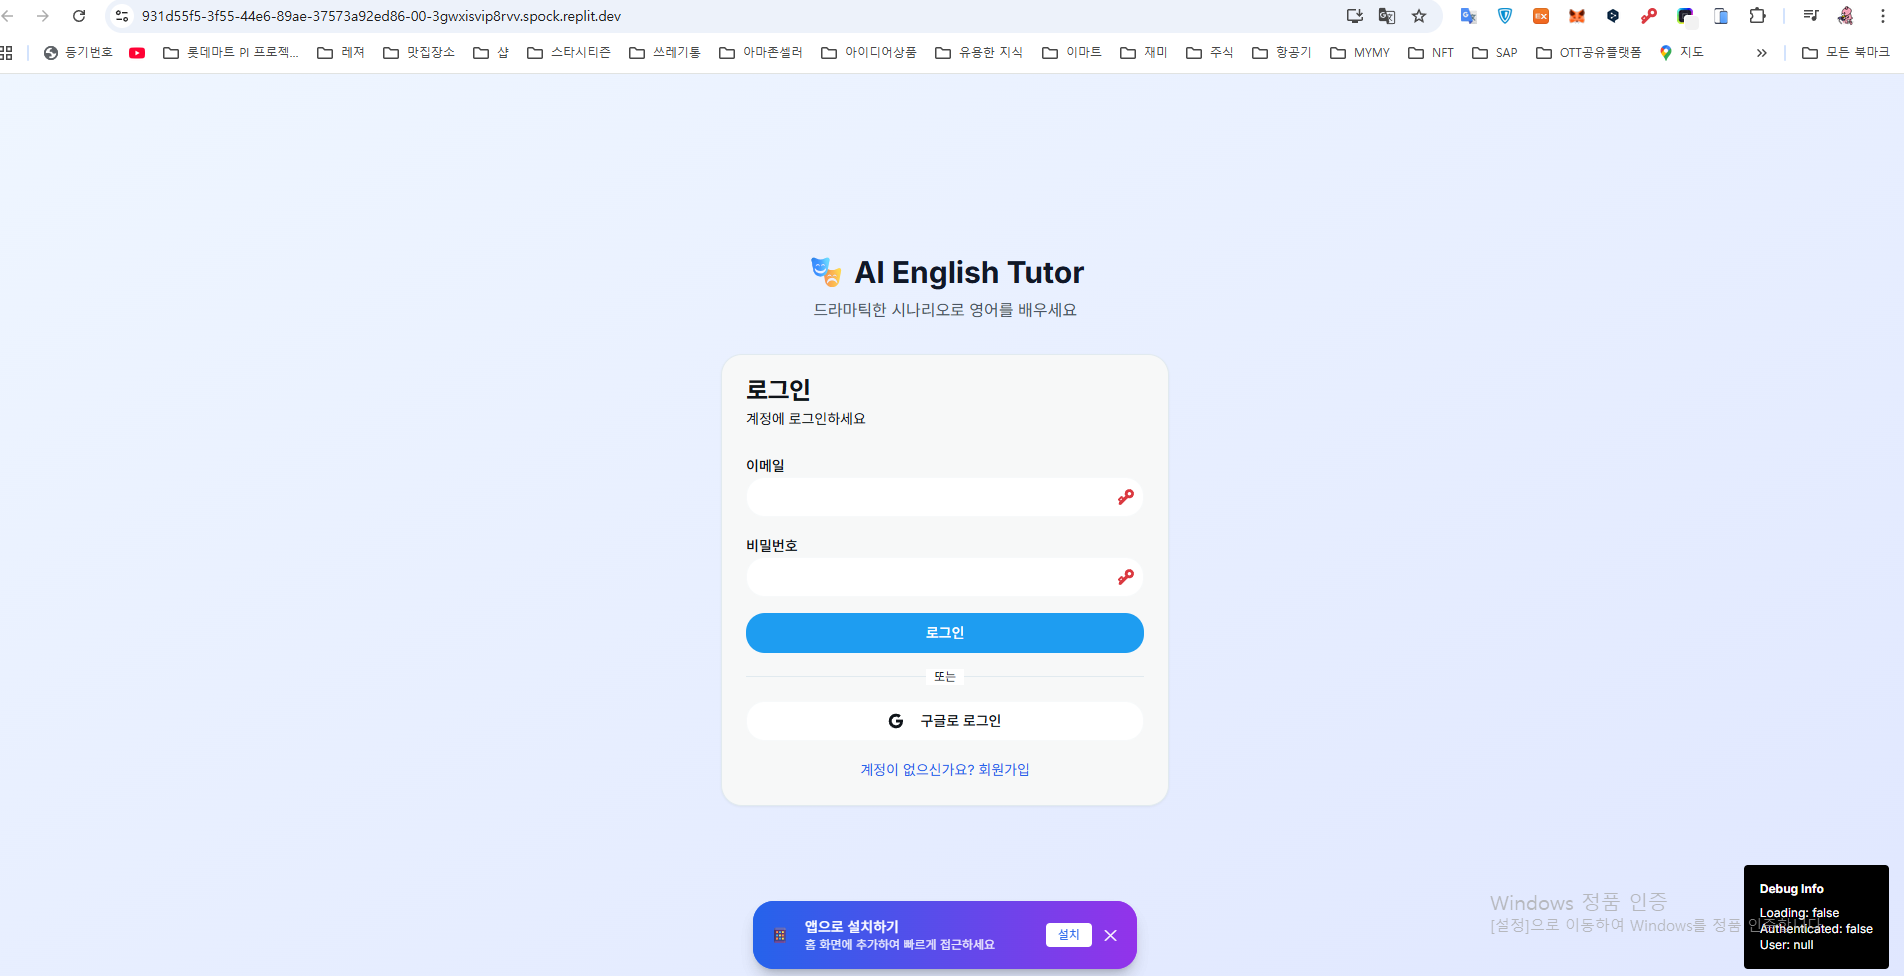 931d55f5-3f55-44e6-89ae-37573a92ed86-00-3gwxisvip8rvv.spock.replit.dev
등기번호 롯데마트 PI 프로젝... 레져 맛집장소 샵 스타시티즌 쓰레기통 아마존셀러 아이디어상품 유용한 지식 이마트 재미 주식 항공기 MYMY NFT SAP OTT공유플랫폼 지도 모든 북마크
AI English Tutor
드라마틱한 시나리오로 영어를 배우세요
로그인
계정에 로그인하세요
이메일
비밀번호
로그인
또는
G 구글로 로그인
계정이 없으신가요? 회원가입
앱으로 설치하기
홈 화면에 추가하여 빠르게 접근하세요
설치
Windows 정품 인증
[설정]으로 이동하여 Windows를 정품 인증합니다.
Debug Info
Loading: false
Authenticated: false
User: null